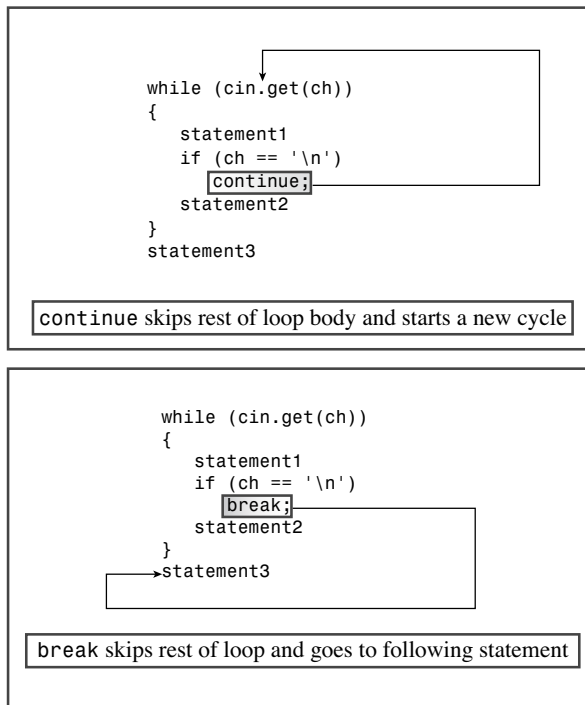 while (cin.get(ch))
{
statement1
if (ch == '\n')
continue;
statement2
}
statement3
continue skips rest of loop body and starts a new cycle
while (cin.get(ch))
{
statement1
if (ch == '\n')
break;
statement2
}
statement3
break skips rest of loop and goes to following statement